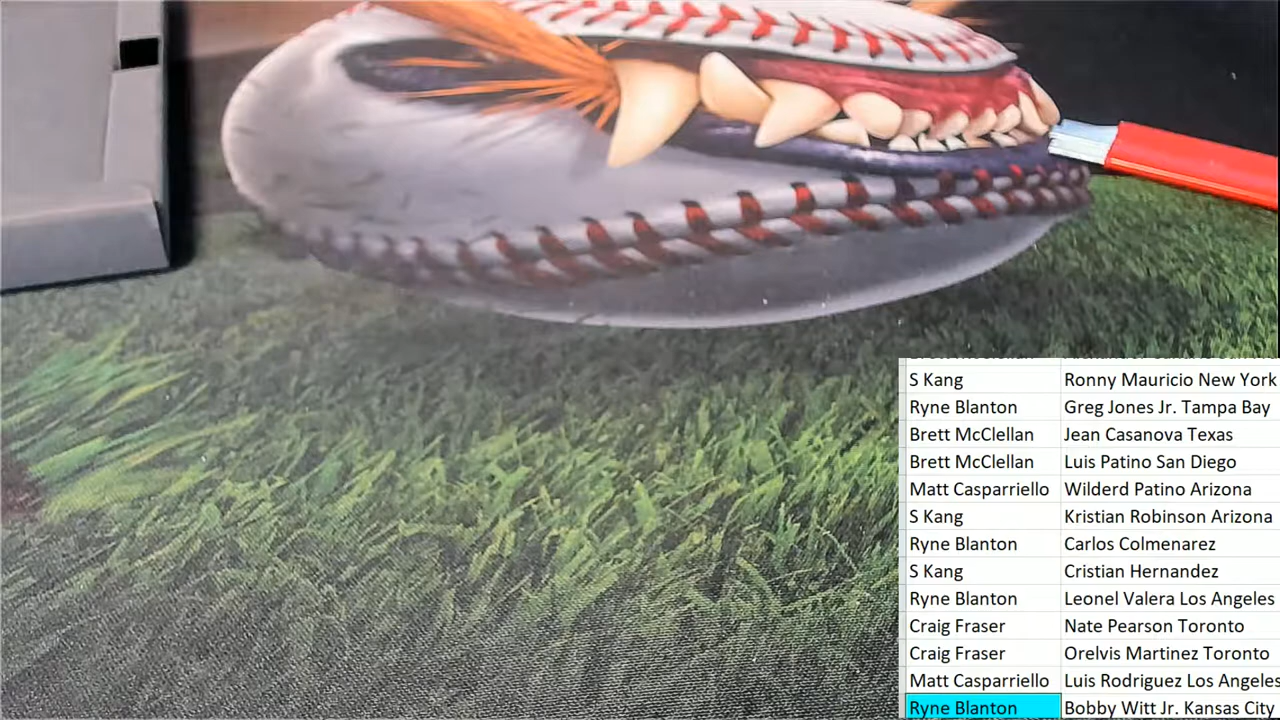 S Kang Ronny Mauricio New York
Ryne Blanton Greg Jones Jr. Tampa Bay
Brett McClellan Jean Casanova Texas
Brett McClellan Luis Patino San Diego
Matt Casparriello Wilderd Patino Arizona
S Kang Kristian Robinson Arizona
Ryne Blanton Carlos Colmenarez
S Kang Cristian Hernandez
Ryne Blanton Leonel Valera Los Angeles
Craig Fraser Nate Pearson Toronto
Craig Fraser Orelvis Martinez Toronto
Matt Casparriello Luis Rodriguez Los Angeles
Ryne Blanton Bobby Witt Jr. Kansas City